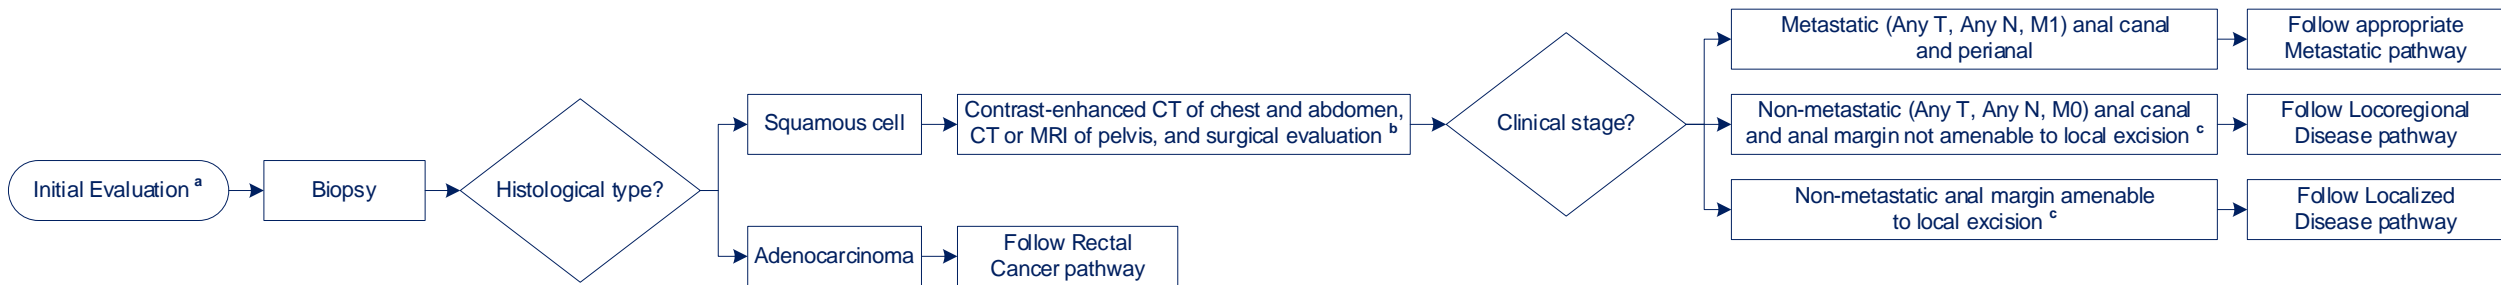 Initial Evaluation a
Biopsy
Histological type?
Squamous cell
Contrast-enhanced CT of chest and abdomen,
CT or MRI of pelvis, and surgical evaluation b
Clinical stage?
Metastatic (Any T, Any N, M1) anal canal
and perianal
Follow appropriate
Metastatic pathway
Non-metastatic (Any T, Any N, M0) anal canal
and anal margin not amenable to local excision c
Follow Locoregional
Disease pathway
Non-metastatic anal margin amenable
to local excision c
Follow Localized
Disease pathway
Adenocarcinoma
Follow Rectal
Cancer pathway